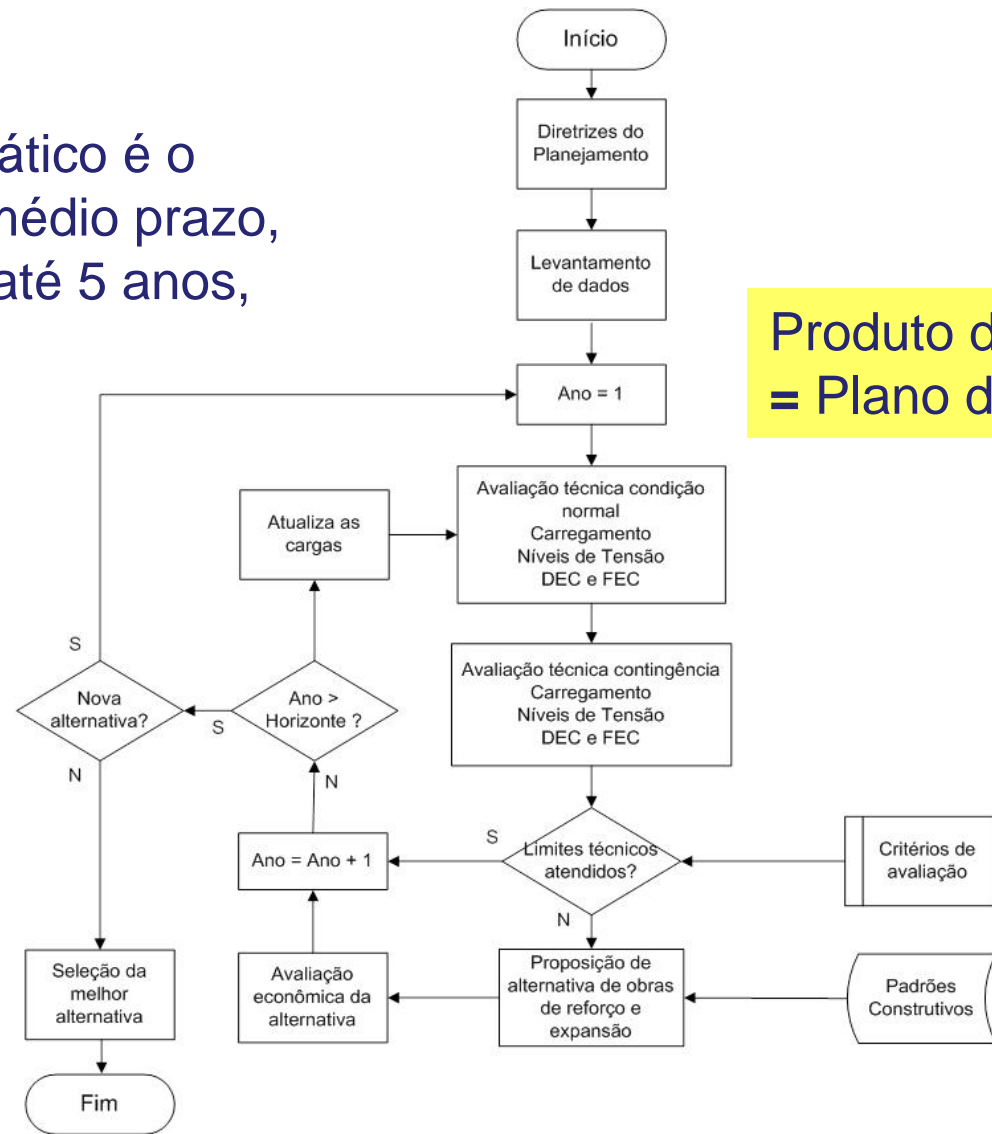 Início
Diretrizes do
Planejamento
ático é o
médio prazo,
até 5 anos,
Levantamento
de dados
Produto d
= Plano d
Ano = 1
Avaliação técnica condição
normal
Carregamento
Níveis de Tensão
DEC e FEC
Atualiza as
cargas
Avaliação técnica contingência
Carregamento
Níveis de Tensão
DEC e FEC
S
Nova
alternativa?
N
S
Ano >
Horizonte ?
N
Ano = Ano + 1
S
Limites técnicos
atendidos?
N
Critérios de
avaliação
Seleção da
melhor
alternativa
Avaliação
econômica da
alternativa
Proposição de
alternativa de obras
de reforço e
expansão
Padrões
Construtivos
Fim